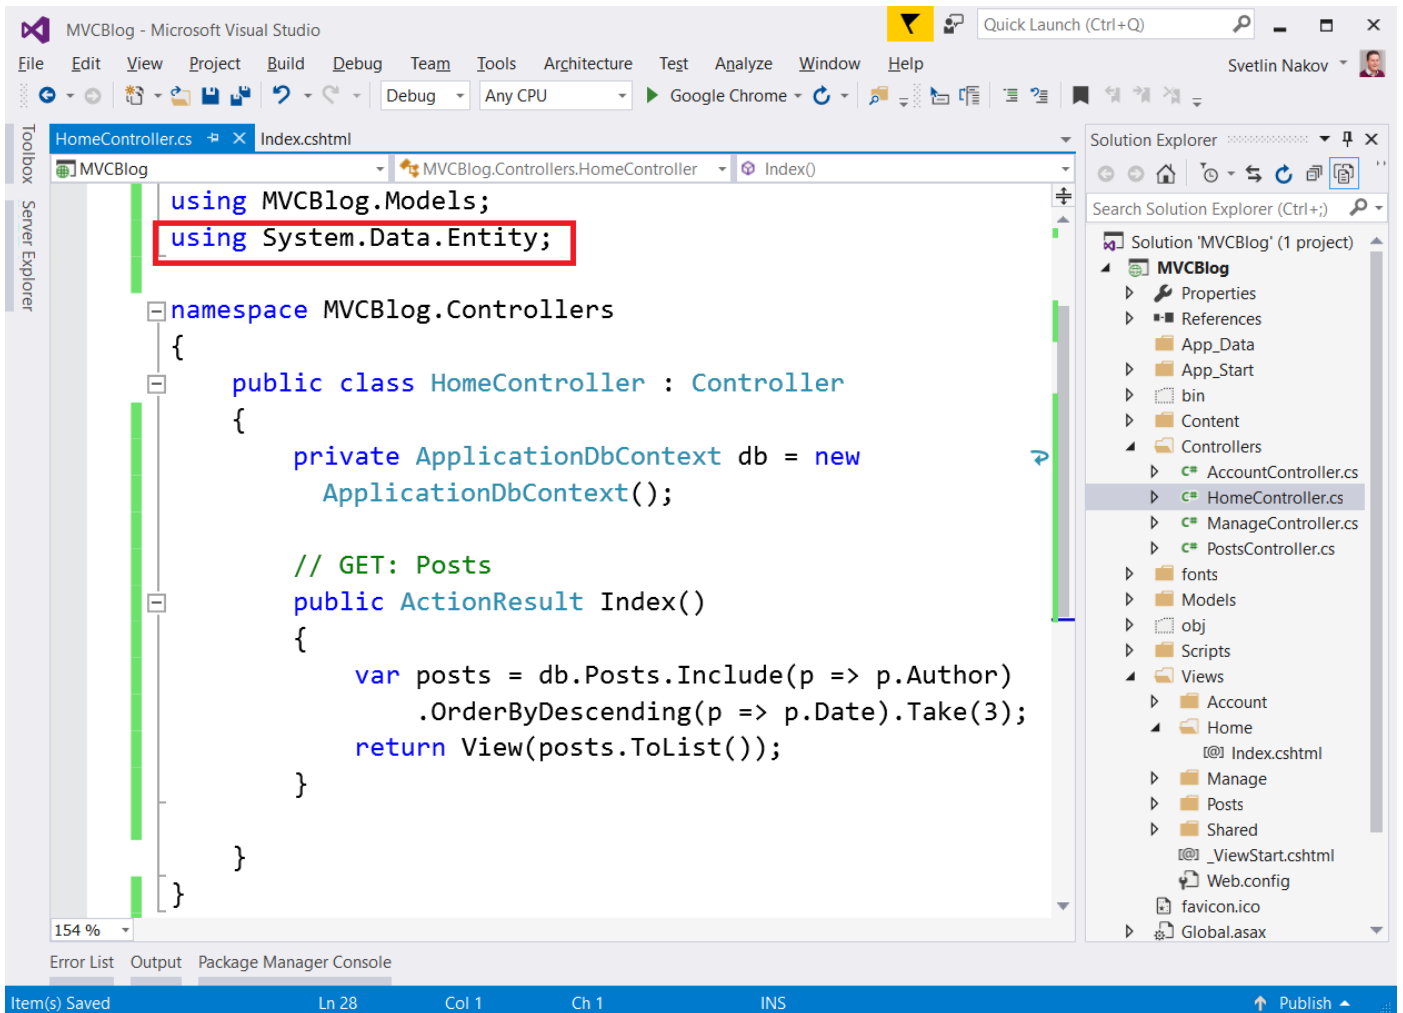 MVCBlog - Microsoft Visual Studio
Quick Launch (Ctrl+Q)
File Edit View Project Build Debug Team Tools Architecture Test Analyze Window Help
Svetlin Nakov
Debug Any CPU Google Chrome
Toolbox
Server Explorer
HomeController.cs Index.cshtml
MVCBlog MVCBlog.Controllers.HomeController Index()
using MVCBlog.Models;
using System.Data.Entity;
namespace MVCBlog.Controllers
{
public class HomeController : Controller
{
private ApplicationDbContext db = new
ApplicationDbContext();
// GET: Posts
public ActionResult Index()
{
var posts = db.Posts.Include(p => p.Author)
.OrderByDescending(p => p.Date).Take(3);
return View(posts.ToList());
}
}
}
154 %
Solution Explorer
Search Solution Explorer (Ctrl+;)
Solution 'MVCBlog' (1 project)
MVCBlog
Properties
References
App_Data
App_Start
bin
Content
Controllers
C# AccountController.cs
C# HomeController.cs
C# ManageController.cs
C# PostsController.cs
fonts
Models
obj
Scripts
Views
Account
Home
[@] Index.cshtml
Manage
Posts
Shared
[@] _ViewStart.cshtml
Web.config
favicon.ico
Global.asax
Error List Output Package Manager Console
Item(s) Saved Ln 28 Col 1 Ch 1 INS Publish